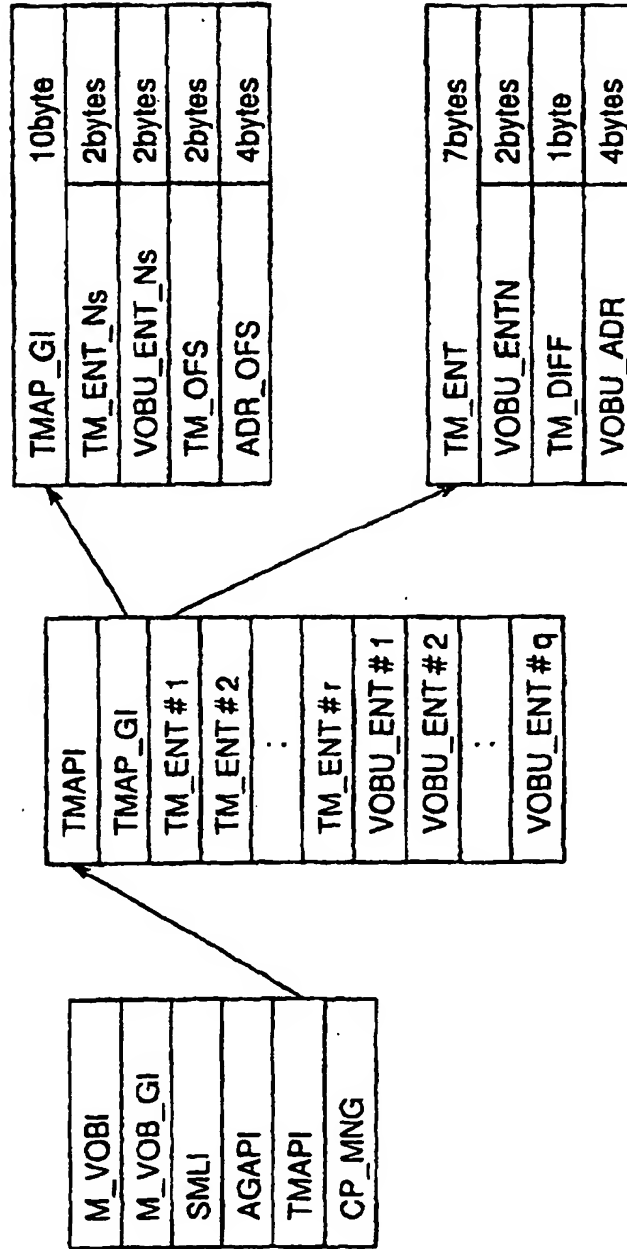 M_VOBI
M_VOB_GI
SMLI
AGAPI
TMAPI
CP_MNG
TMAPI
TMAP_GI
TM_ENT#1
TM_ENT#2
:
TM_ENT#r
VOBU_ENT#1
VOBU_ENT#2
:
VOBU_ENT#q
TMAP_GI 10byte
TM_ENT_Ns 2bytes
VOBU_ENT_Ns 2bytes
TM_OFS 2bytes
ADR_OFS 4bytes
TM_ENT 7bytes
VOBU_ENTN 2bytes
TM_DIFF 1byte
VOBU_ADR 4bytes